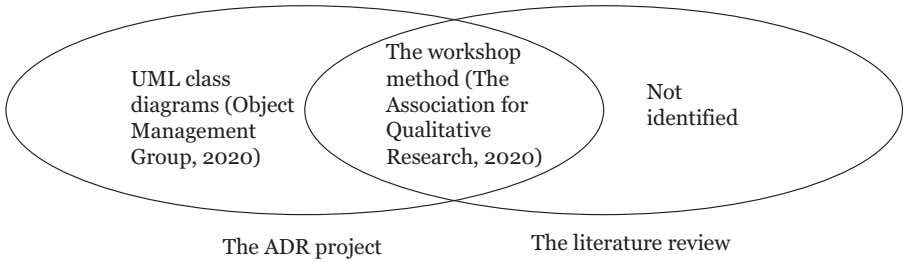 UML class
diagrams (Object
Management
Group, 2020)
The workshop
method (The
Association for
Qualitative
Research, 2020)
Not
identified
The ADR project
The literature review